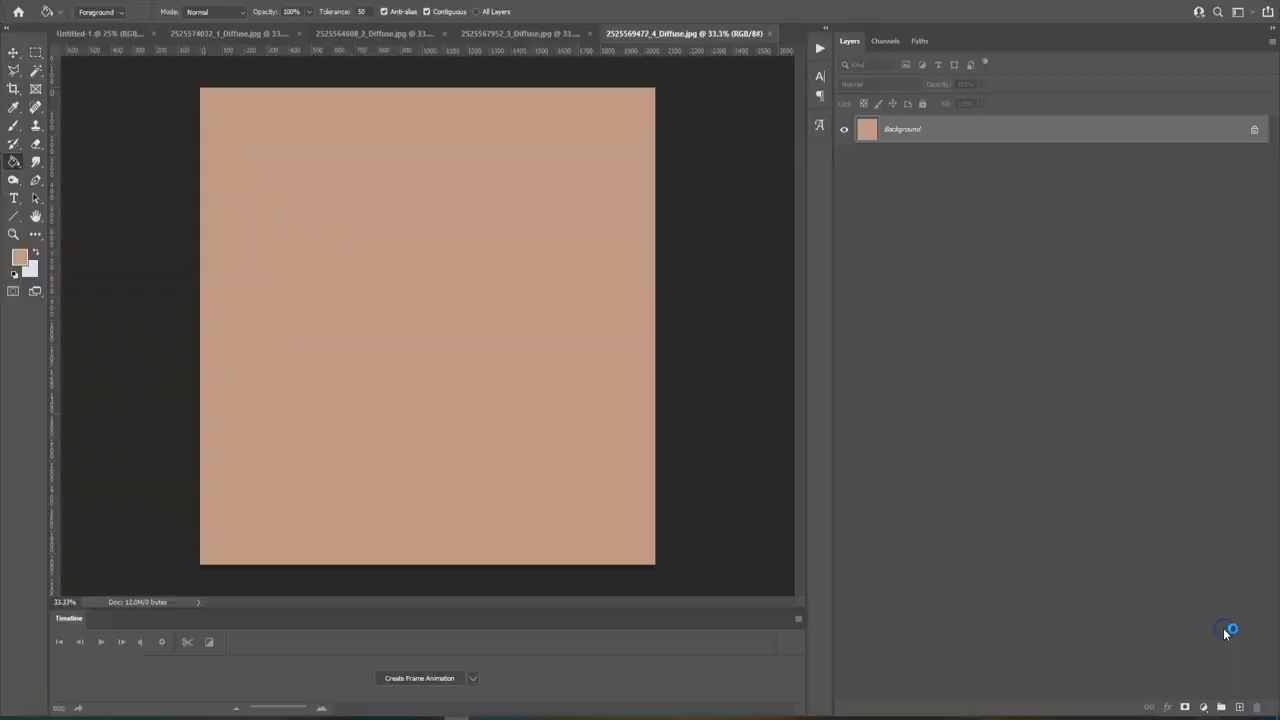 Foreground Mode: Normal Opacity: 100% Tolerance: 50 Anti-alias Contiguous All Layers
Untitled-1 @ 25% (RGB... × 2525574032_1_Diffuse.jpg @ 33.... × 2525564608_2_Diffuse.jpg @ 33.... × 2525567952_3_Diffuse.jpg @ 33.... × 2525569472_4_Diffuse.jpg @ 33.3% (RGB/8#) ×
Layers Channels Paths
Kind
Normal Opacity: 100%
Lock: Fill: 100%
Background
33.33% Doc: 12.0M/0 bytes
Timeline
Create Frame Animation